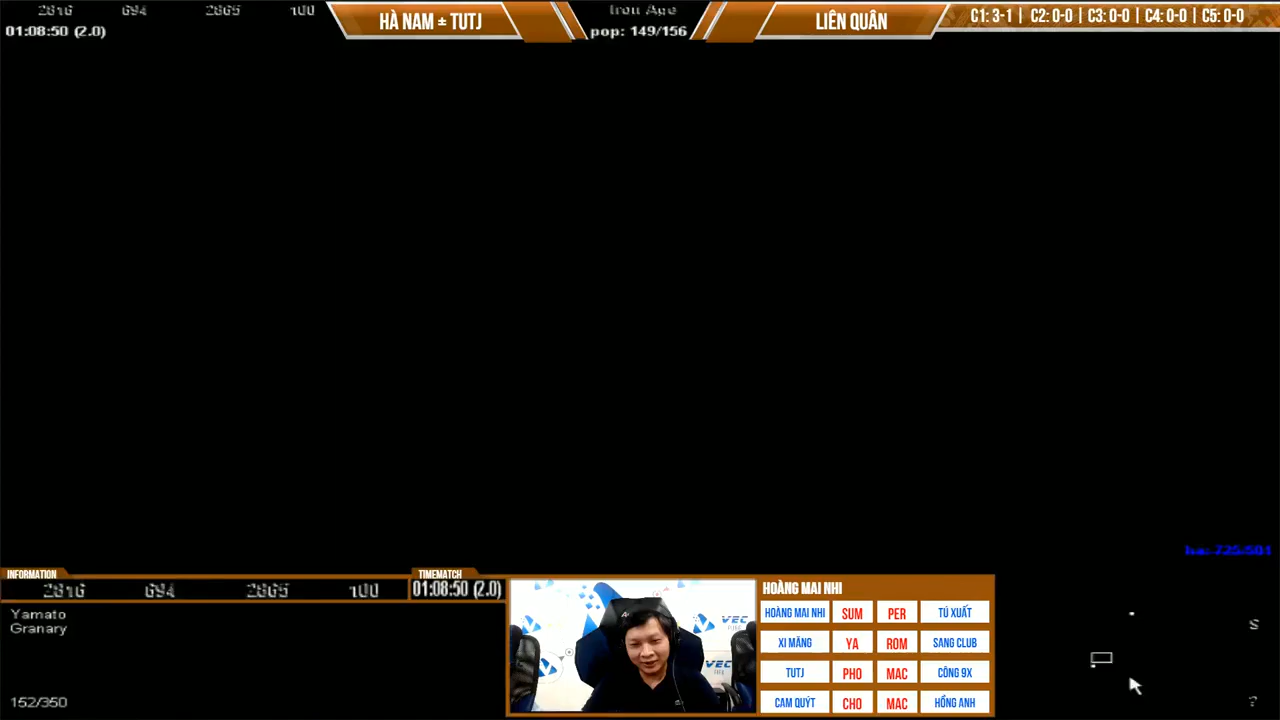 2816 694 2865 100
01:08:50 (2.0)
HÀ NAM + TUTJ
Iron Age
pop: 149/156
LIÊN QUÂN
C1: 3-1 | C2: 0-0 | C3: 0-0 | C4: 0-0 | C5: 0-0
INFORMATION
TIMEMATCH
2816 694 2865 100
01:08:50 (2.0)
Yamato
Granary
152/350
VEC
VEC
HOÀNG MAI NHI
HOÀNG MAI NHI SUM PER TÚ XUẤT
XI MĂNG YA ROM SANG CLUB
TUTJ PHO MAC CÔNG 9X
CAM QUÝT CHO MAC HỒNG ANH
S
?